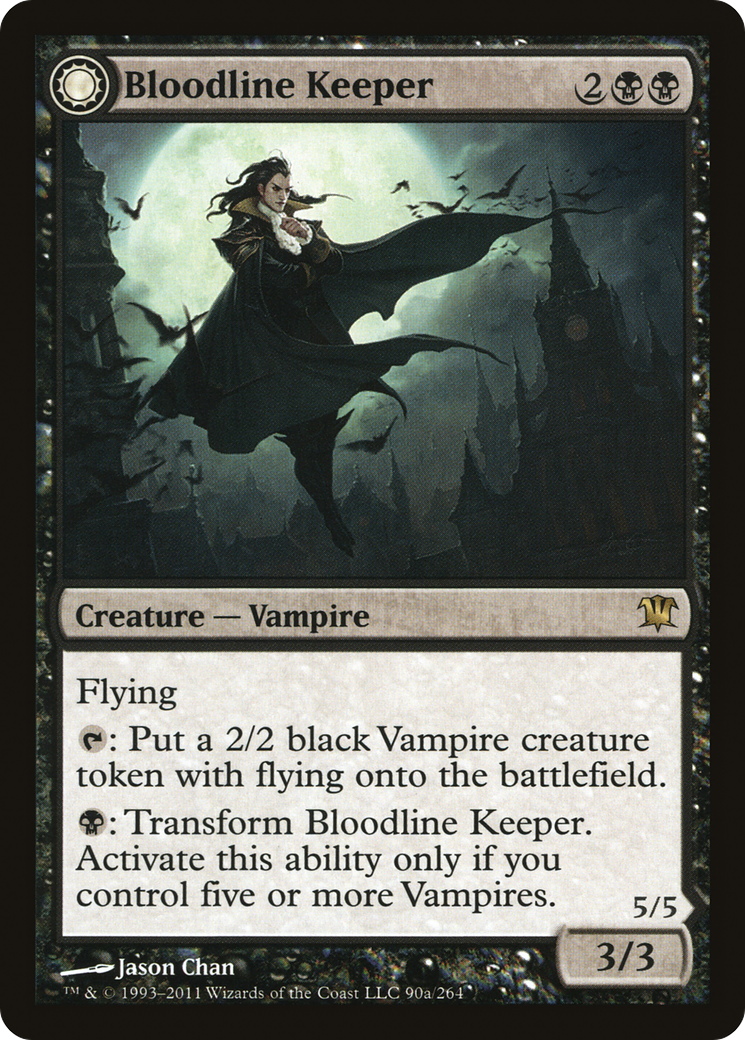 Bloodline Keeper 2
Creature — Vampire
Flying
: Put a 2/2 black Vampire creature
token with flying onto the battlefield.
: Transform Bloodline Keeper.
Activate this ability only if you
control five or more Vampires.
5/5
3/3
Jason Chan
™ & © 1993–2011 Wizards of the Coast LLC 90a/264